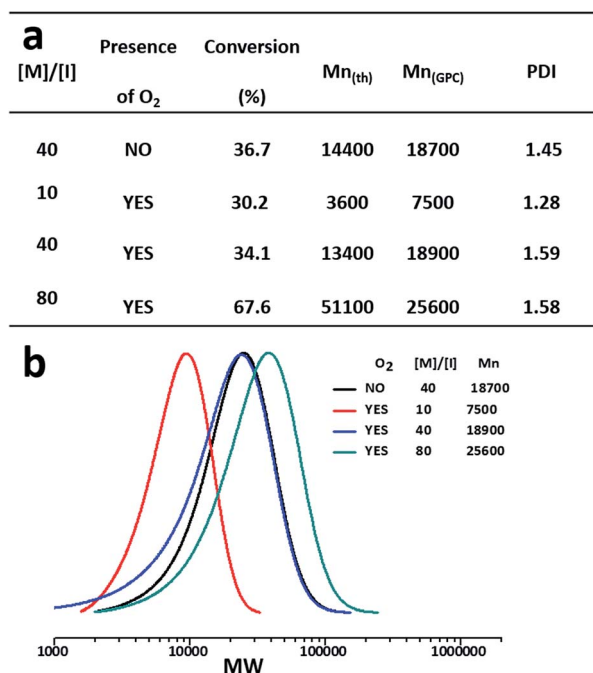 a
[M]/[I] Presence of O₂ Conversion (%) Mn(th) Mn(GPC) PDI
40 NO 36.7 14400 18700 1.45
10 YES 30.2 3600 7500 1.28
40 YES 34.1 13400 18900 1.59
80 YES 67.6 51100 25600 1.58
b
O₂ [M]/[I] Mn
NO 40 18700
YES 10 7500
YES 40 18900
YES 80 25600
1000 10000 100000 1000000
MW